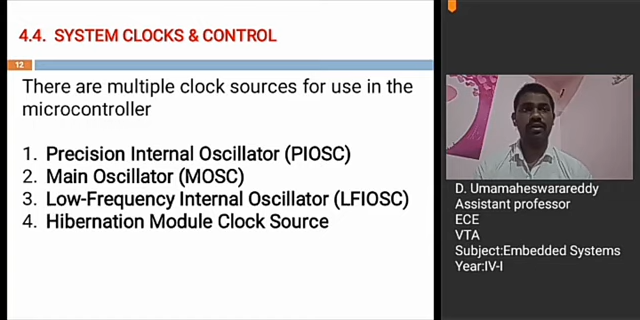 4.4. SYSTEM CLOCKS & CONTROL
12
There are multiple clock sources for use in the
microcontroller
1. Precision Internal Oscillator (PIOSC)
2. Main Oscillator (MOSC)
3. Low-Frequency Internal Oscillator (LFIOSC)
4. Hibernation Module Clock Source
D. Umamaheswarareddy
Assistant professor
ECE
VTA
Subject:Embedded Systems
Year:IV-I